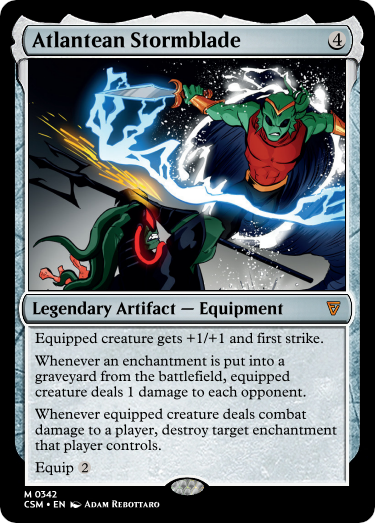 Atlantean Stormblade 4
Legendary Artifact — Equipment
Equipped creature gets +1/+1 and first strike.
Whenever an enchantment is put into a
graveyard from the battlefield, equipped
creature deals 1 damage to each opponent.
Whenever equipped creature deals combat
damage to a player, destroy target enchantment
that player controls.
Equip 2
M 0342
CSM • EN Adam Rebottaro